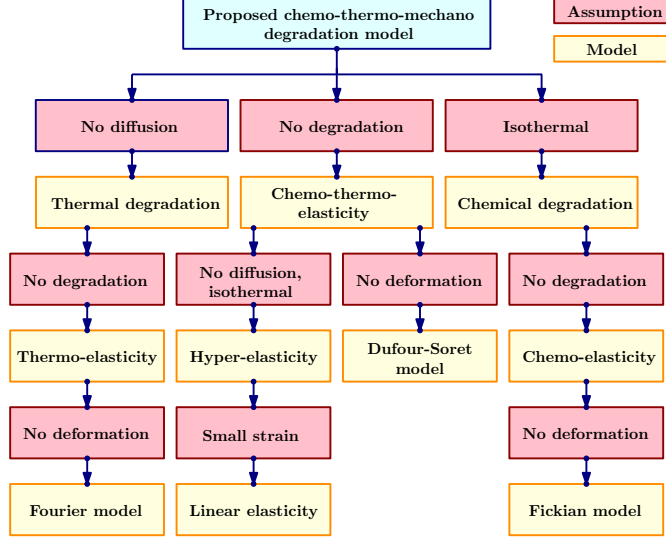 Proposed chemo-thermo-mechano
degradation model
Assumption
Model
No diffusion
No degradation
Isothermal
Thermal degradation
Chemo-thermo-
elasticity
Chemical degradation
No degradation
No diffusion,
isothermal
No deformation
No degradation
Thermo-elasticity
Hyper-elasticity
Dufour-Soret
model
Chemo-elasticity
No deformation
Small strain
No deformation
Fourier model
Linear elasticity
Fickian model